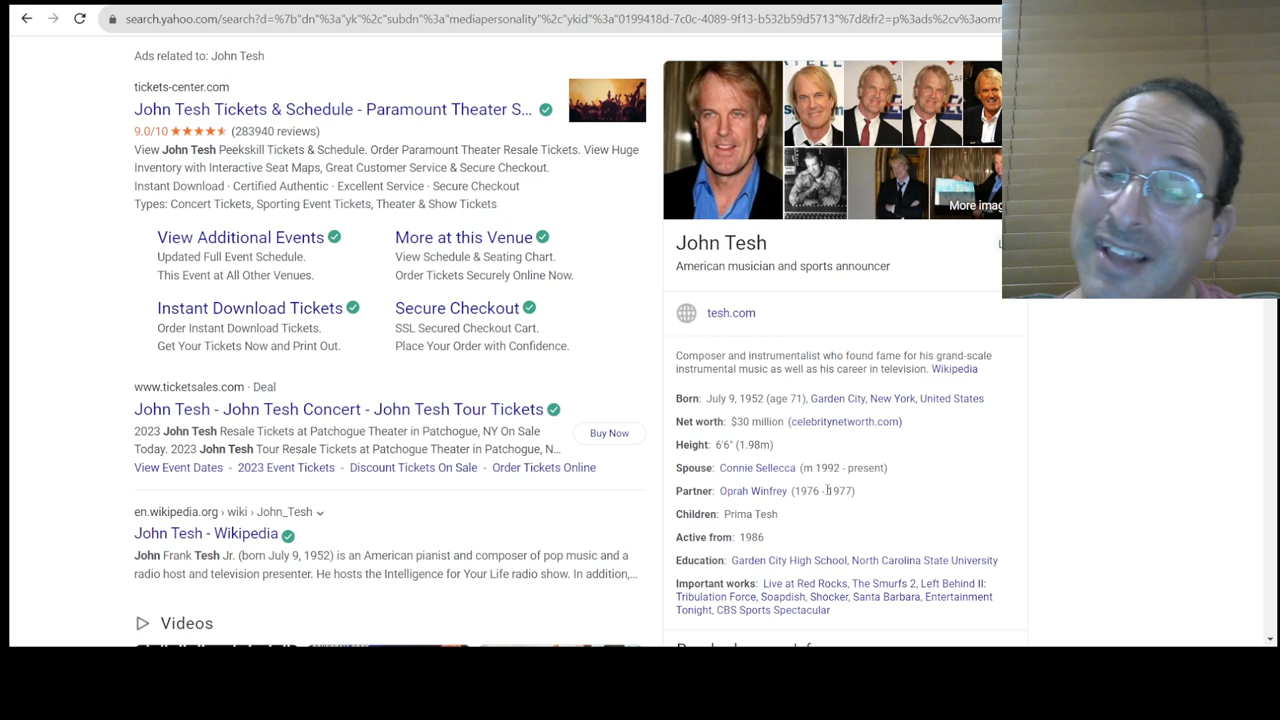 search.yahoo.com/search?d=%7b"dn"%3a"yk"%2c"subdn"%3a"mediapersonality"%2c"ykid"%3a"0199418d-7c0c-4089-9f13-b532b59d5713"%7d&fr2=p%3ads%2cv%3aomr
Ads related to: John Tesh
tickets-center.com
John Tesh Tickets & Schedule - Paramount Theater S...
9.0/10 ★★★★★ (283940 reviews)
View John Tesh Peekskill Tickets & Schedule. Order Paramount Theater Resale Tickets. View Huge
Inventory with Interactive Seat Maps, Great Customer Service & Secure Checkout.
Instant Download · Certified Authentic · Excellent Service · Secure Checkout
Types: Concert Tickets, Sporting Event Tickets, Theater & Show Tickets
View Additional Events
Updated Full Event Schedule.
This Event at All Other Venues.
More at this Venue
View Schedule & Seating Chart.
Order Tickets Securely Online Now.
Instant Download Tickets
Order Instant Download Tickets.
Get Your Tickets Now and Print Out.
Secure Checkout
SSL Secured Checkout Cart.
Place Your Order with Confidence.
www.ticketsales.com · Deal
John Tesh - John Tesh Concert - John Tesh Tour Tickets
2023 John Tesh Resale Tickets at Patchogue Theater in Patchogue, NY On Sale
Today. 2023 John Tesh Tour Resale Tickets at Patchogue Theater in Patchogue, N...
Buy Now
View Event Dates - 2023 Event Tickets - Discount Tickets On Sale - Order Tickets Online
en.wikipedia.org › wiki › John_Tesh
John Tesh - Wikipedia
John Frank Tesh Jr. (born July 9, 1952) is an American pianist and composer of pop music and a
radio host and television presenter. He hosts the Intelligence for Your Life radio show. In addition,...
Videos
More imag
John Tesh
American musician and sports announcer
tesh.com
Composer and instrumentalist who found fame for his grand-scale
instrumental music as well as his career in television. Wikipedia
Born: July 9, 1952 (age 71), Garden City, New York, United States
Net worth: $30 million (celebritynetworth.com)
Height: 6'6" (1.98m)
Spouse: Connie Sellecca (m 1992 - present)
Partner: Oprah Winfrey (1976 - 1977)
Children: Prima Tesh
Active from: 1986
Education: Garden City High School, North Carolina State University
Important works: Live at Red Rocks, The Smurfs 2, Left Behind II:
Tribulation Force, Soapdish, Shocker, Santa Barbara, Entertainment
Tonight, CBS Sports Spectacular